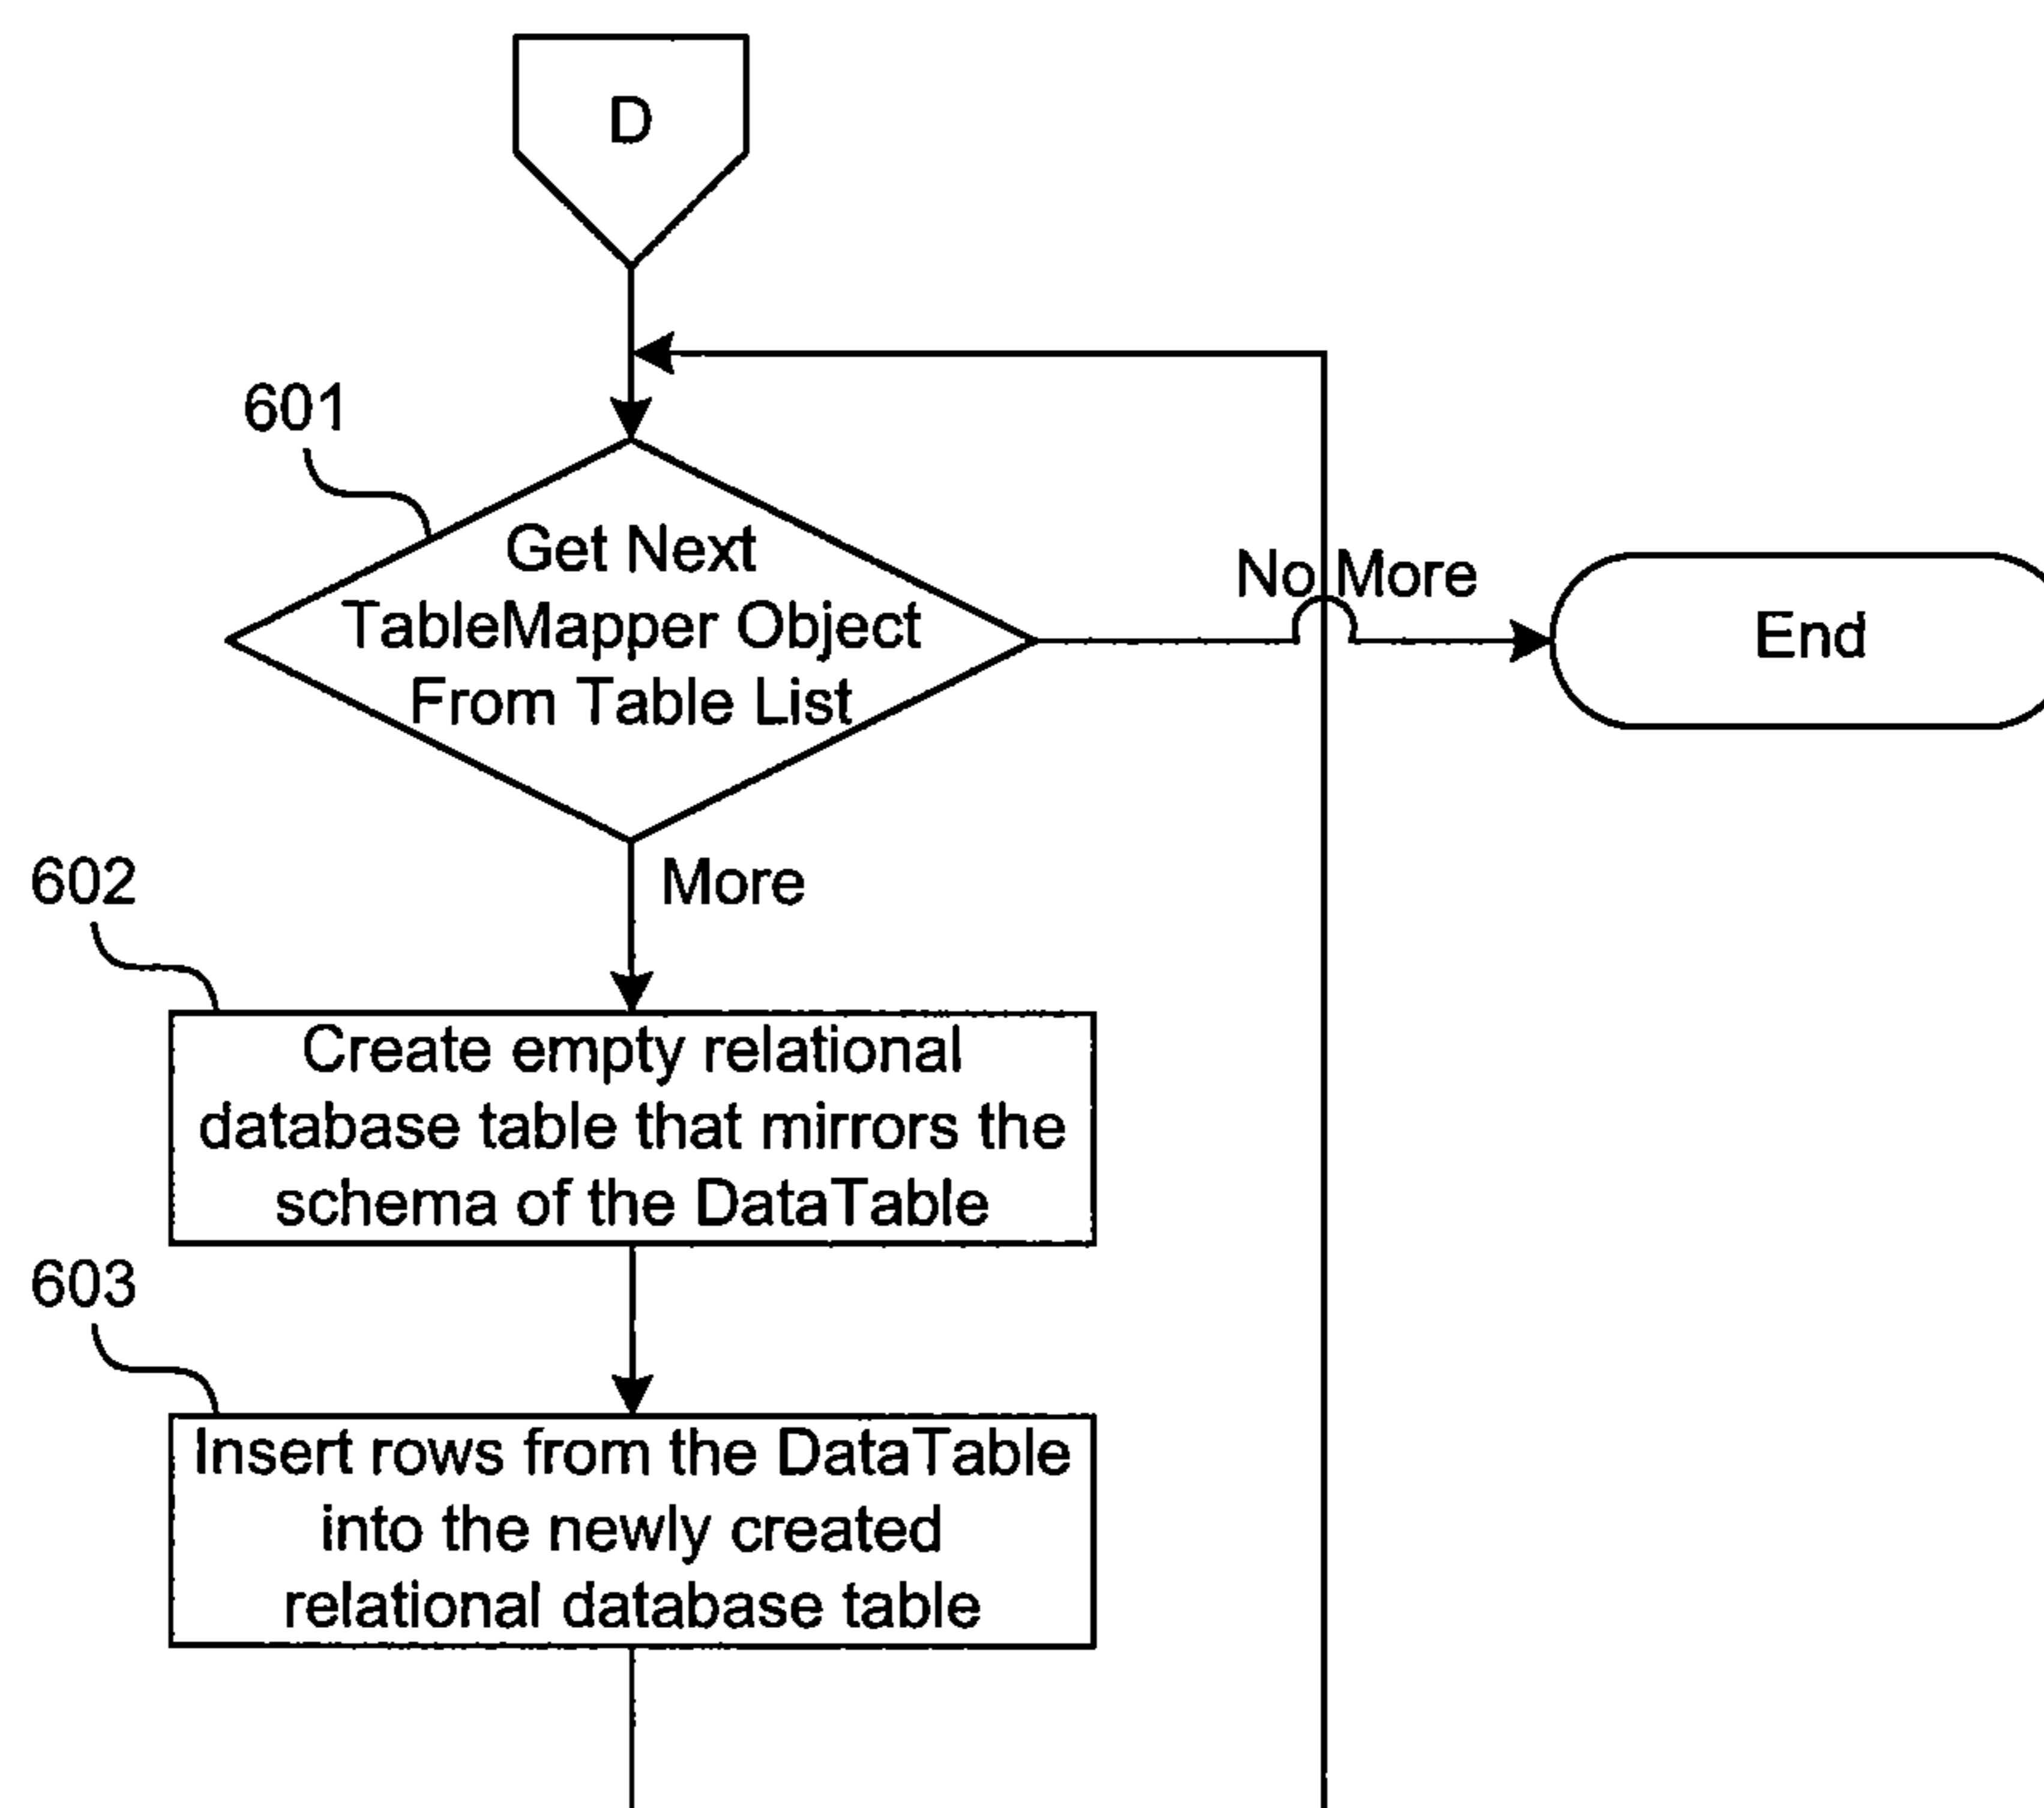 D
601
Get Next
TableMapper Object
From Table List
No More
End
More
602
Create empty relational
database table that mirrors the
schema of the DataTable
603
Insert rows from the DataTable
into the newly created
relational database table